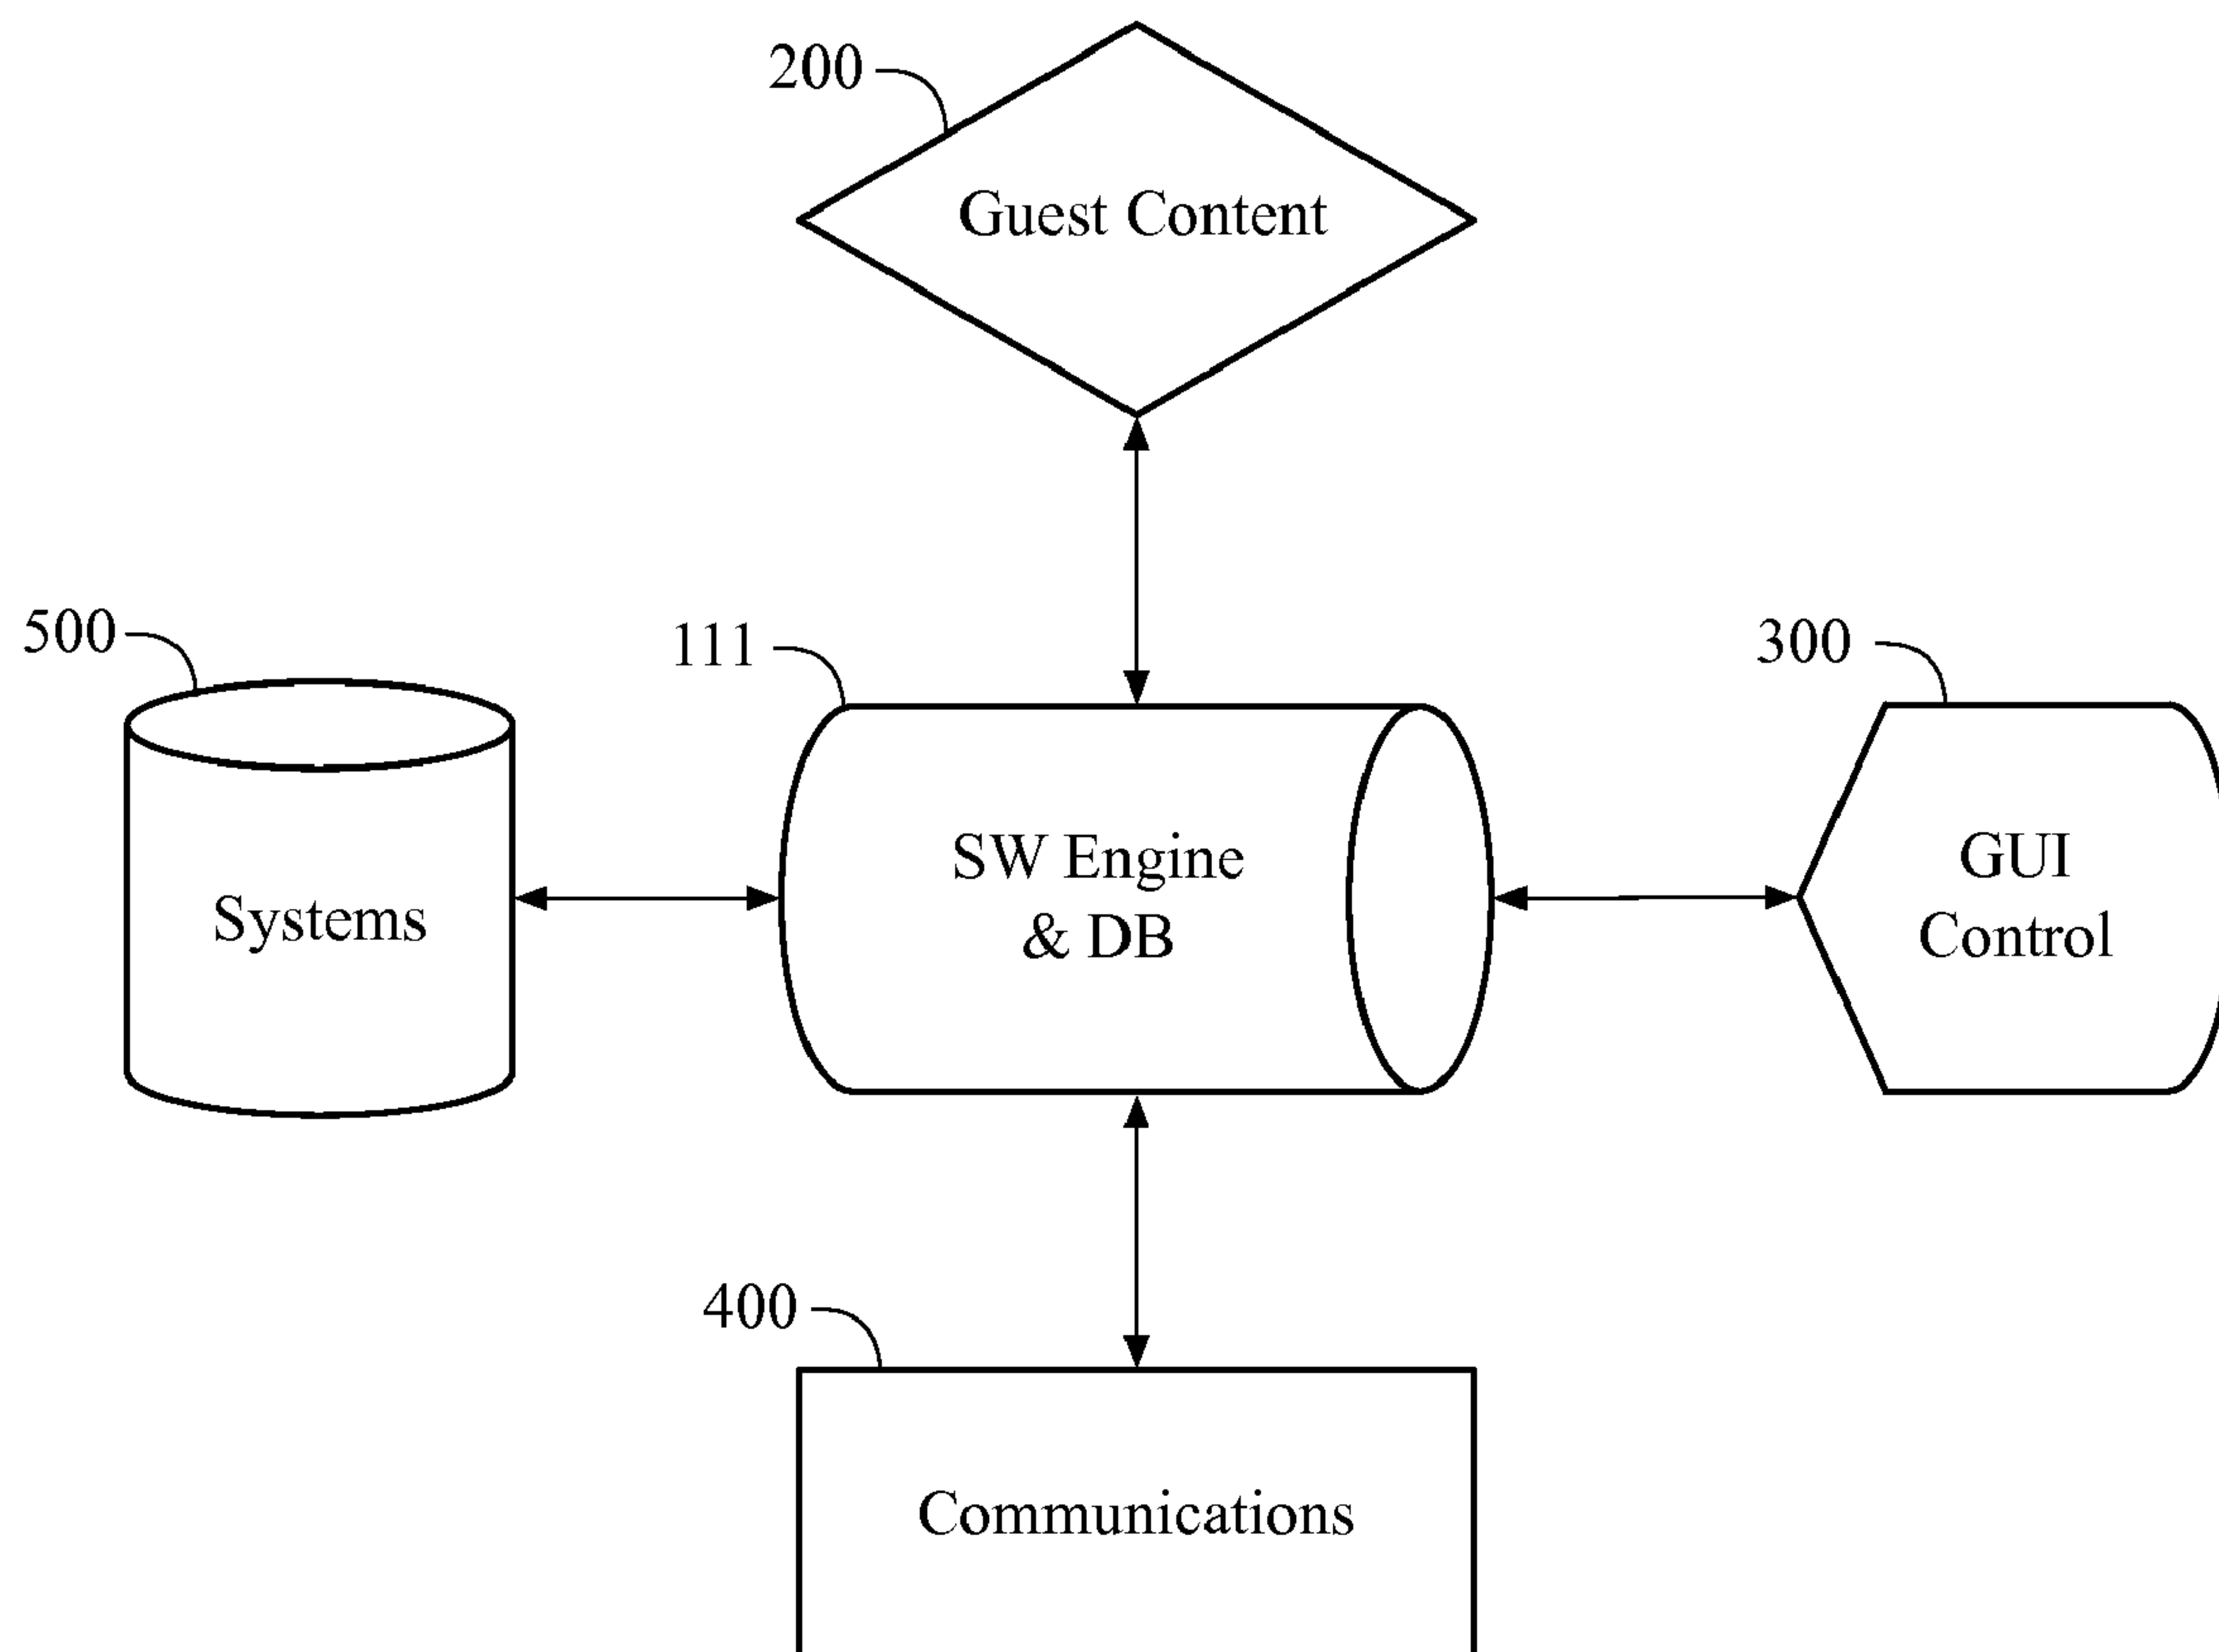 200
Guest Content
500
111
300
SW Engine
& DB
GUI
Control
Systems
400
Communications